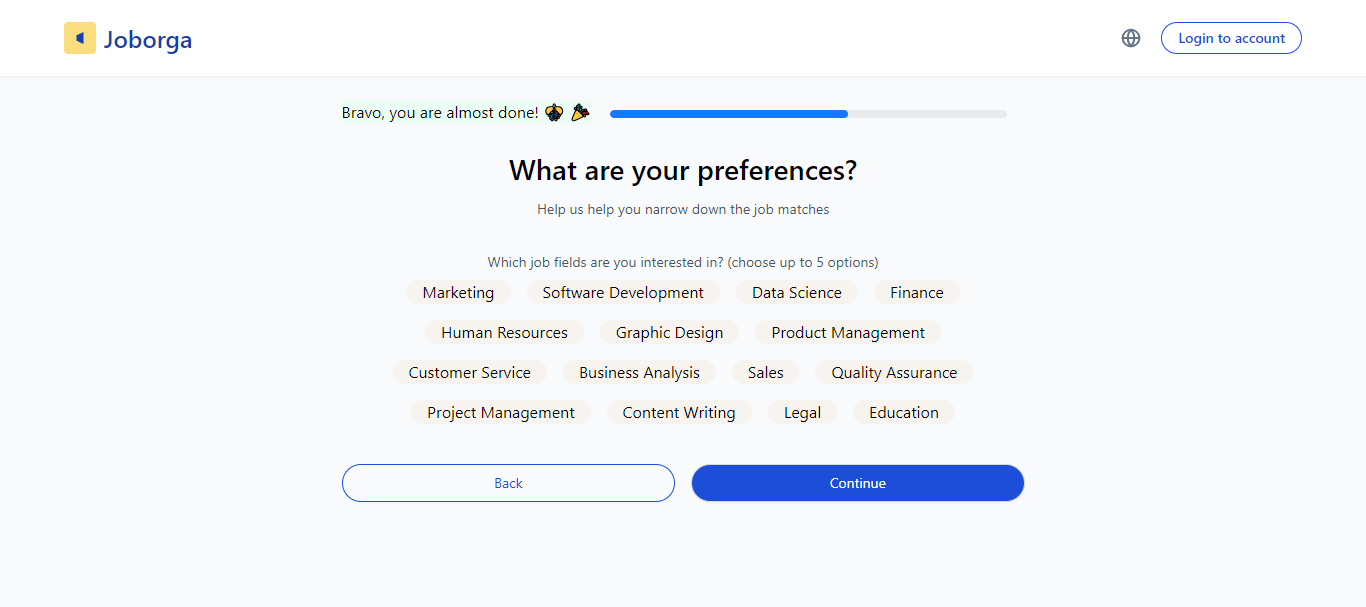 Joborga
Login to account
Bravo, you are almost done!
What are your preferences?
Help us help you narrow down the job matches
Which job fields are you interested in? (choose up to 5 options)
Marketing Software Development Data Science Finance
Human Resources Graphic Design Product Management
Customer Service Business Analysis Sales Quality Assurance
Project Management Content Writing Legal Education
Back Continue